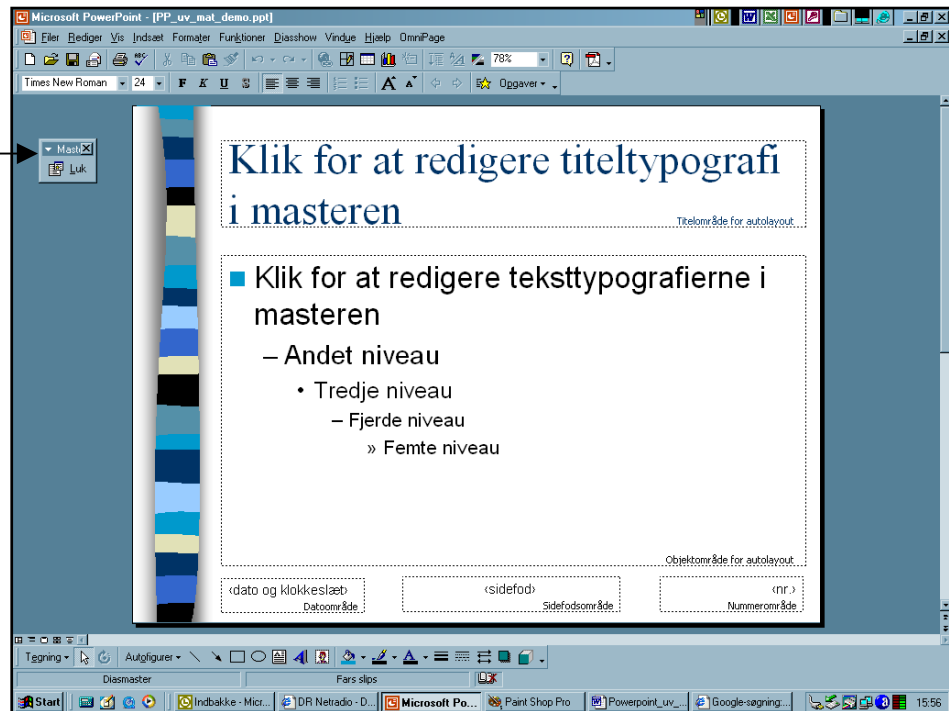 Microsoft PowerPoint - [PP_uv_mat_demo.ppt]
Filer Rediger Vis Indsæt Formater Funktioner Diasshow Vindue Hjælp OmniPage
78%
Times New Roman 24 F K U S A A Opgaver
Maste
Luk
Klik for at redigere titeltypografi
i masteren
Titelområde for autolayout
Klik for at redigere teksttypografierne i
masteren
– Andet niveau
• Tredje niveau
– Fjerde niveau
» Femte niveau
Objektområde for autolayout
‹dato og klokkeslæt› ‹sidefod› ‹nr.›
Datoområde Sidefodsområde Nummerområde
Tegning Autofigurer
Diasmaster Fars slips
Start Indbakke - Micr... DR Netradio - D... Microsoft Po... Paint Shop Pro Powerpoint_uv_... Google-søgning:... 15:56